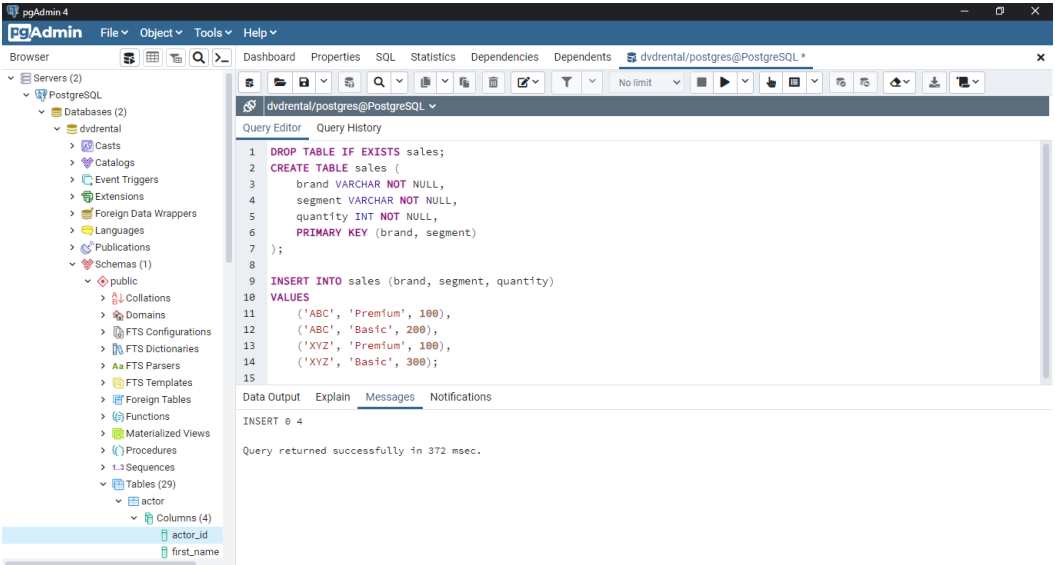 pgAdmin 4
pgAdmin File Object Tools Help
Browser
Dashboard Properties SQL Statistics Dependencies Dependents dvdrental/postgres@PostgreSQL *
Servers (2)
PostgreSQL
Databases (2)
dvdrental
Casts
Catalogs
Event Triggers
Extensions
Foreign Data Wrappers
Languages
Publications
Schemas (1)
public
Collations
Domains
FTS Configurations
FTS Dictionaries
Aa FTS Parsers
FTS Templates
Foreign Tables
Functions
Materialized Views
Procedures
1..3 Sequences
Tables (29)
actor
Columns (4)
actor_id
first_name
No limit
dvdrental/postgres@PostgreSQL
Query Editor Query History
1 DROP TABLE IF EXISTS sales;
2 CREATE TABLE sales (
3 brand VARCHAR NOT NULL,
4 segment VARCHAR NOT NULL,
5 quantity INT NOT NULL,
6 PRIMARY KEY (brand, segment)
7 );
8
9 INSERT INTO sales (brand, segment, quantity)
10 VALUES
11 ('ABC', 'Premium', 100),
12 ('ABC', 'Basic', 200),
13 ('XYZ', 'Premium', 100),
14 ('XYZ', 'Basic', 300);
15
Data Output Explain Messages Notifications
INSERT 0 4
Query returned successfully in 372 msec.